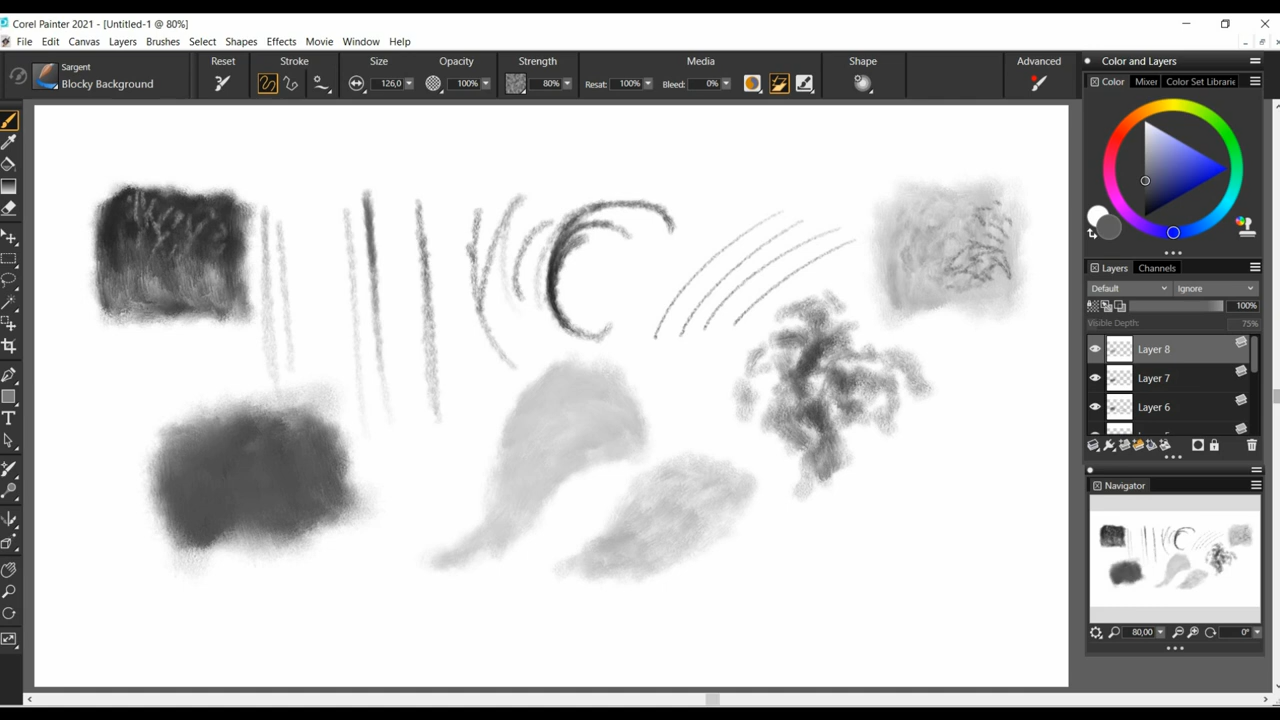 Corel Painter 2021 - [Untitled-1 @ 80%]
File Edit Canvas Layers Brushes Select Shapes Effects Movie Window Help
Sargent
Blocky Background
Reset
Stroke
Size
126,0
Opacity
100%
Strength
80%
Media
Resat: 100% Bleed: 0%
Shape
Advanced
Color and Layers
Color Mixer Color Set Librarie
Layers Channels
Default Ignore
100%
Visible Depth: 75%
Layer 8
Layer 7
Layer 6
Navigator
80,00 0°